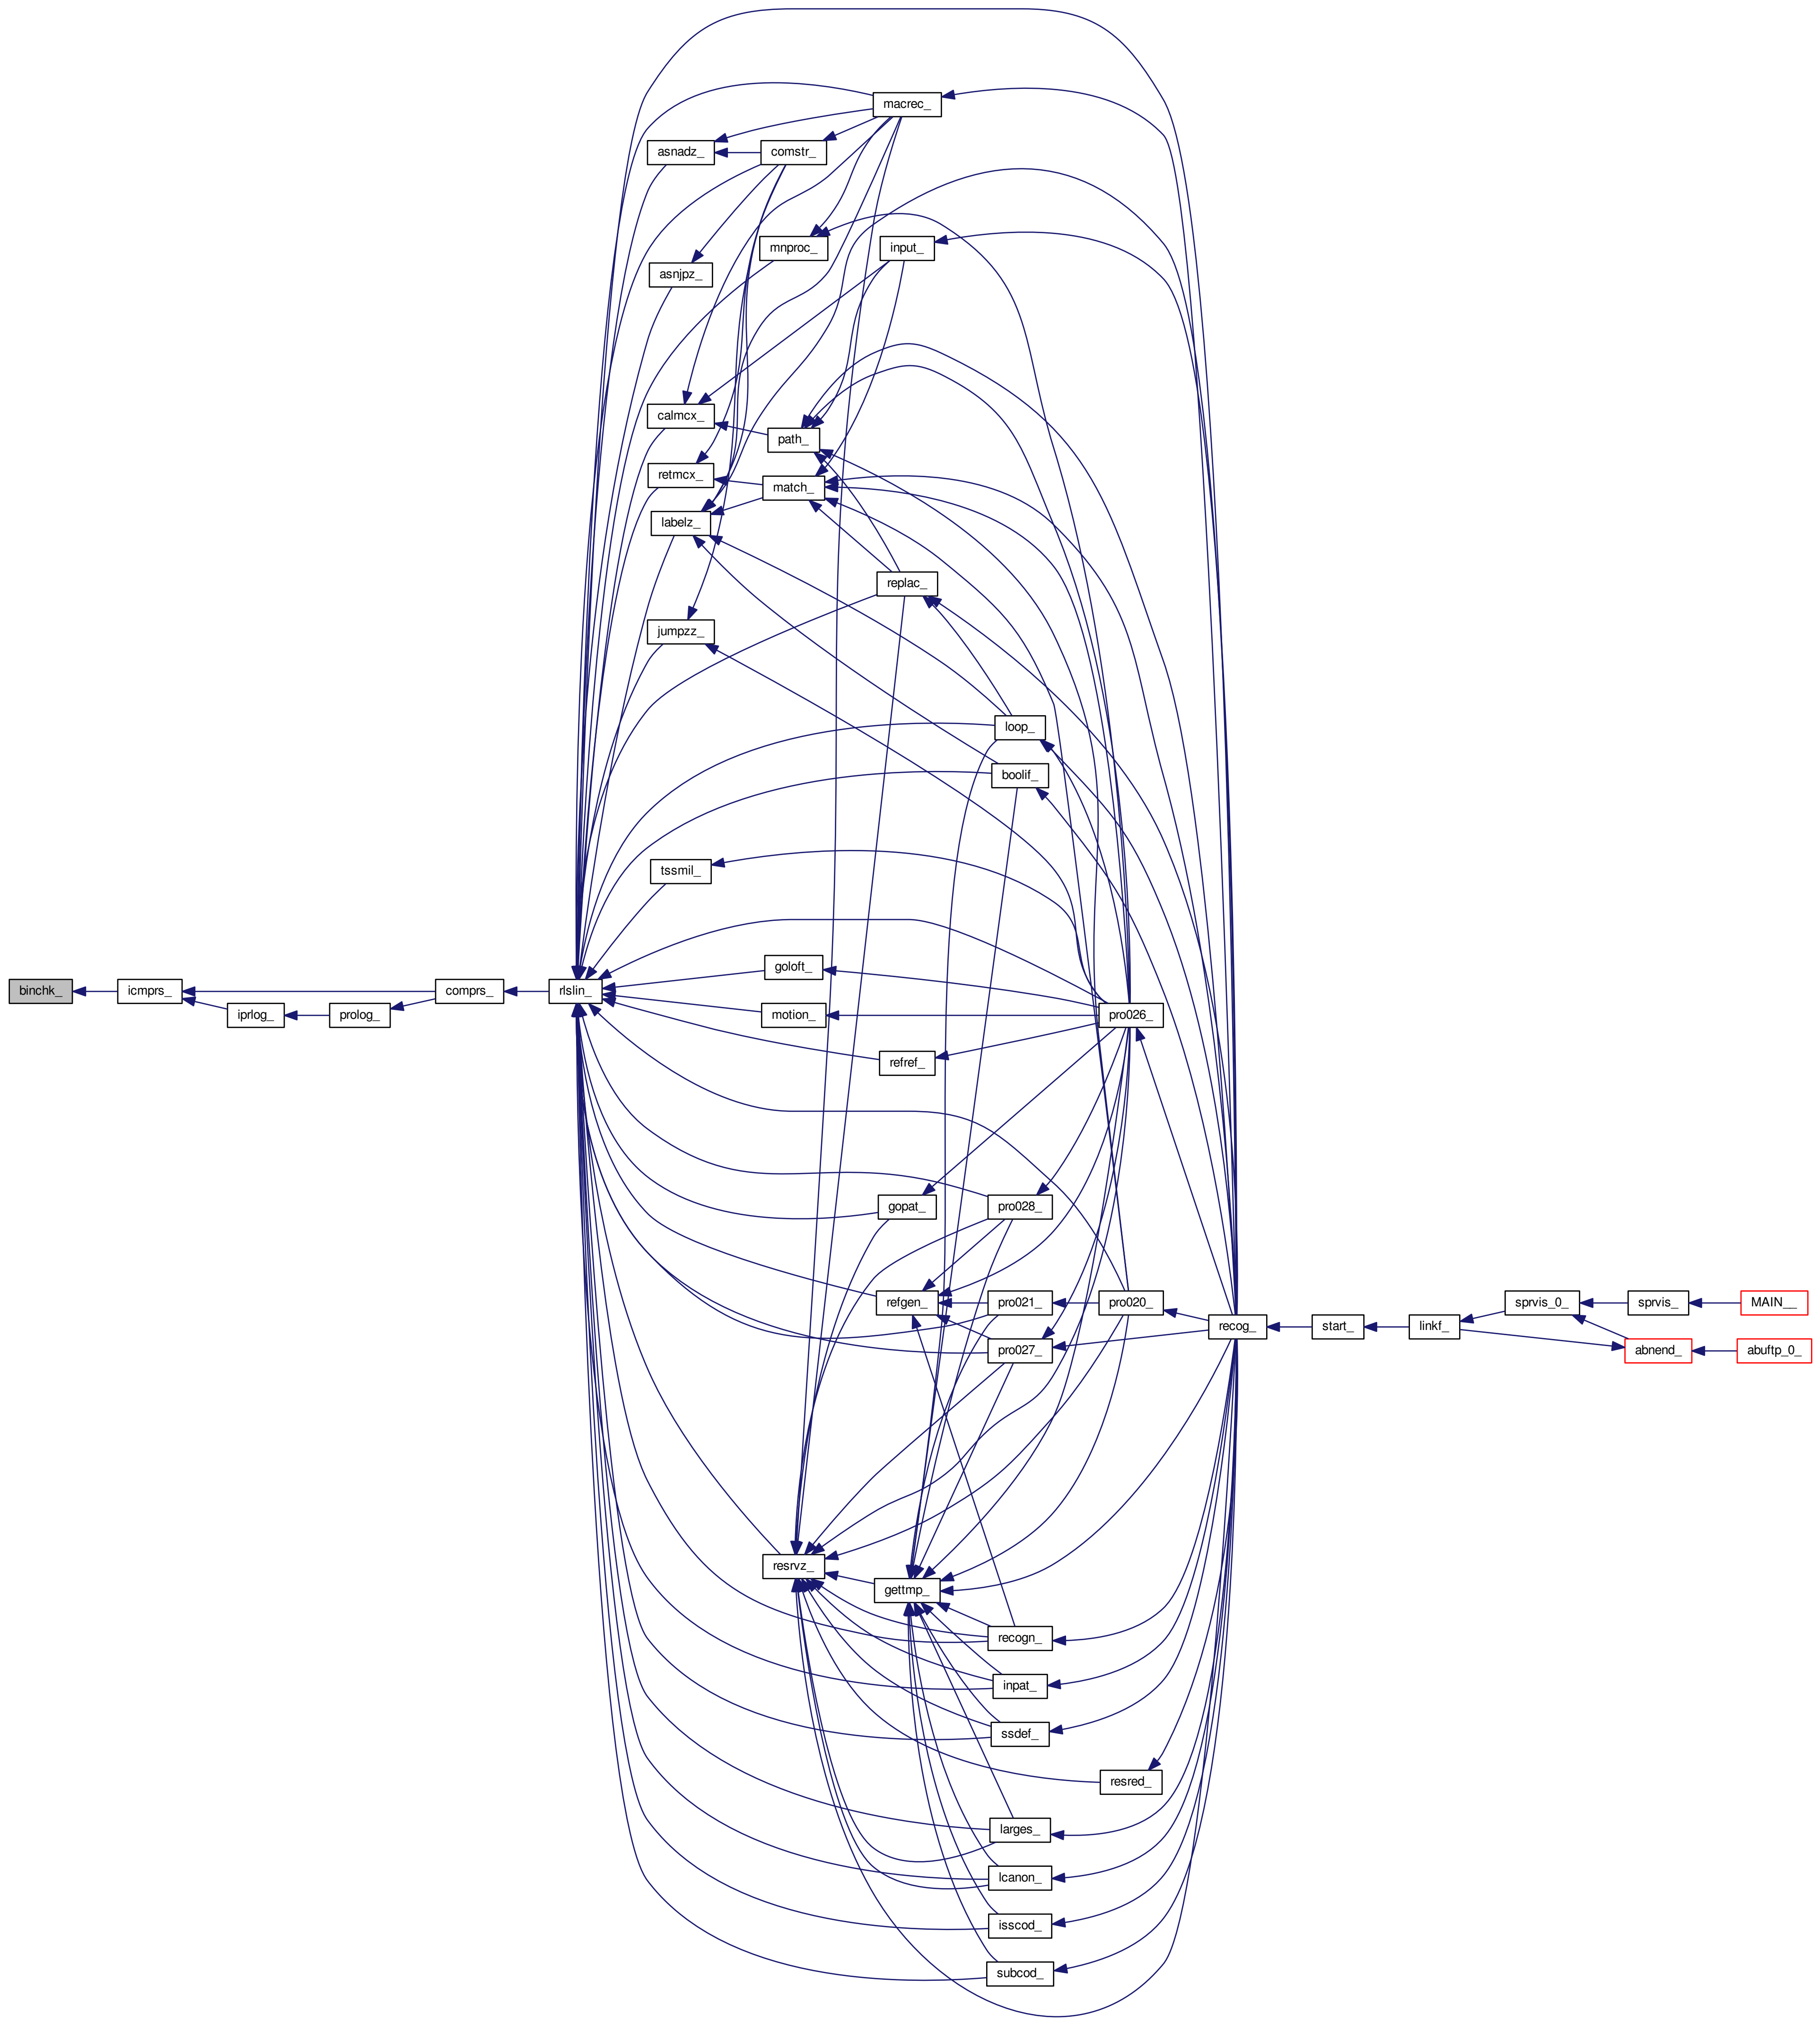 macrec_
asnadz_
comstr_
mnproc_
input_
asnjpz_
calmcx_
path_
retmcx_
match_
labelz_
replac_
jumpzz_
loop_
boolif_
tssmil_
goloft_
binchk_
icmprs_
comprs_
rlslin_
iprlog_
prolog_
motion_
pro026_
refref_
gopat_
pro028_
refgen_
pro021_
pro020_
sprvis_0_
sprvis_
MAIN__
recog_
start_
linkf_
pro027_
abnend_
abuftp_0_
resrvz_
gettmp_
recogn_
inpat_
ssdef_
resred_
larges_
lcanon_
isscod_
subcod_